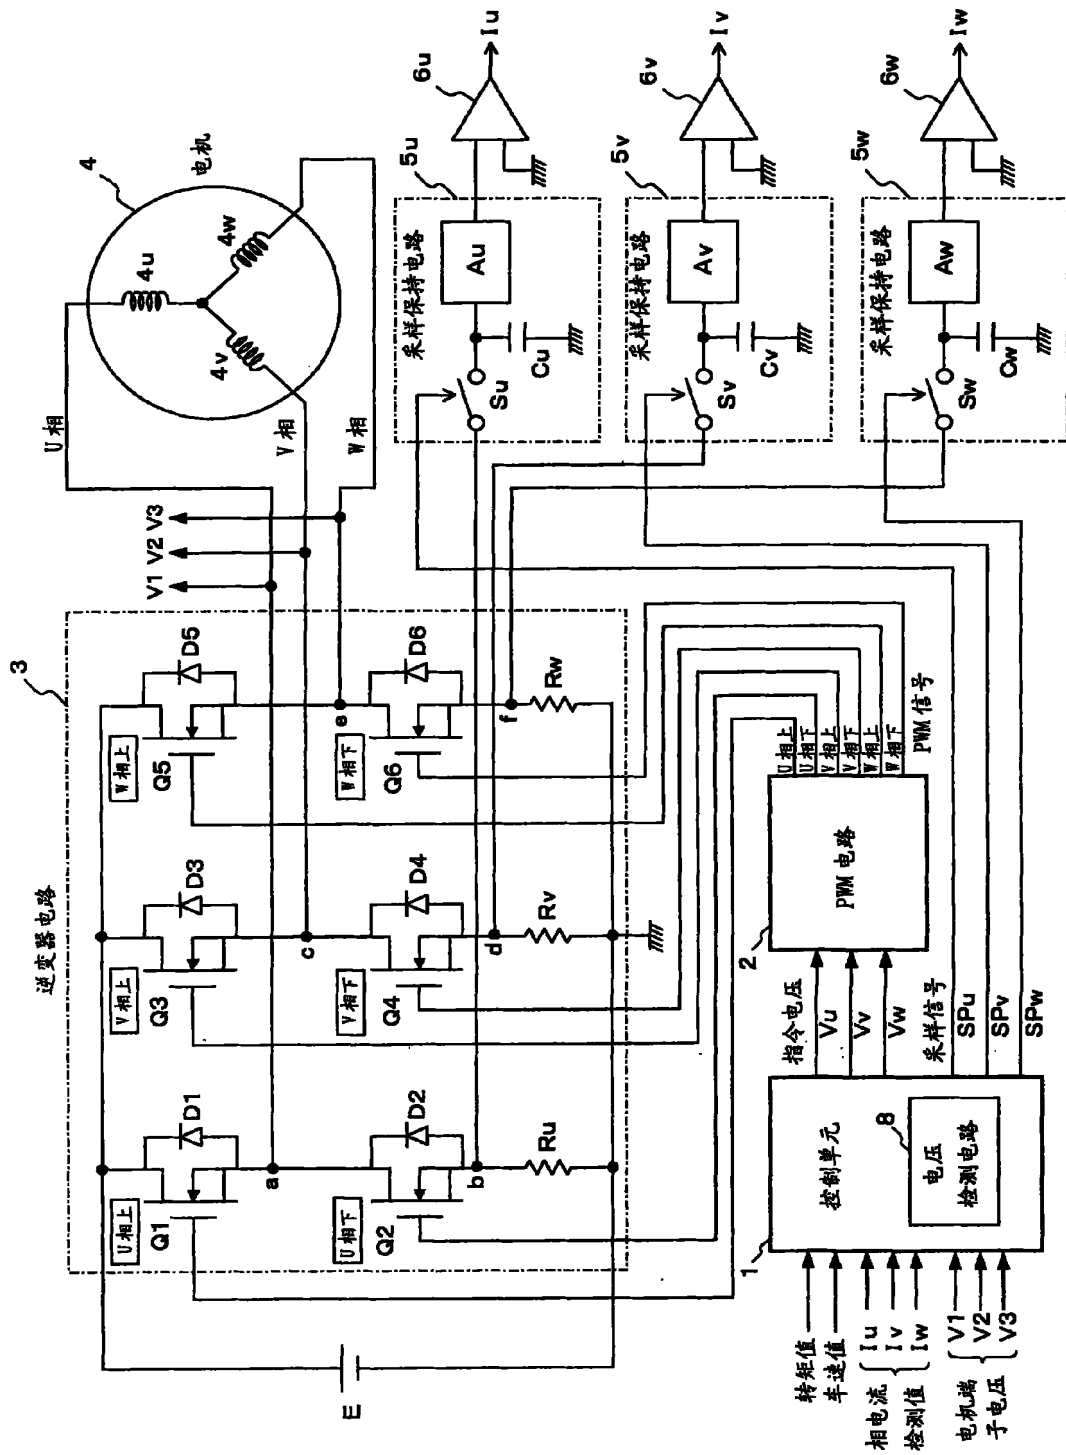 3
逆变器电路
E
U相上
Q1
D1
a
U相下
Q2
D2
b
Ru
V相上
Q3
D3
c
V相下
Q4
D4
d
Rv
W相上
Q5
D5
e
W相下
Q6
D6
f
Rw
V1
V2
V3
U相
V相
W相
4
电机
4u
4v
4w
5u
采样保持电路
Su
Cu
Au
6u
Iu
5v
采样保持电路
Sv
Cv
Av
6v
Iv
5w
采样保持电路
Sw
Cw
Aw
6w
Iw
转矩值
车速值
相电流
检测值
Iu
Iv
Iw
电机端
子电压
V1
V2
V3
1
控制单元
8
电压
检测电路
指令电压
Vu
Vv
Vw
采样信号
SPu
SPv
SPw
2
PWM电路
U相上
U相下
V相上
V相下
W相上
W相下
PWM信号